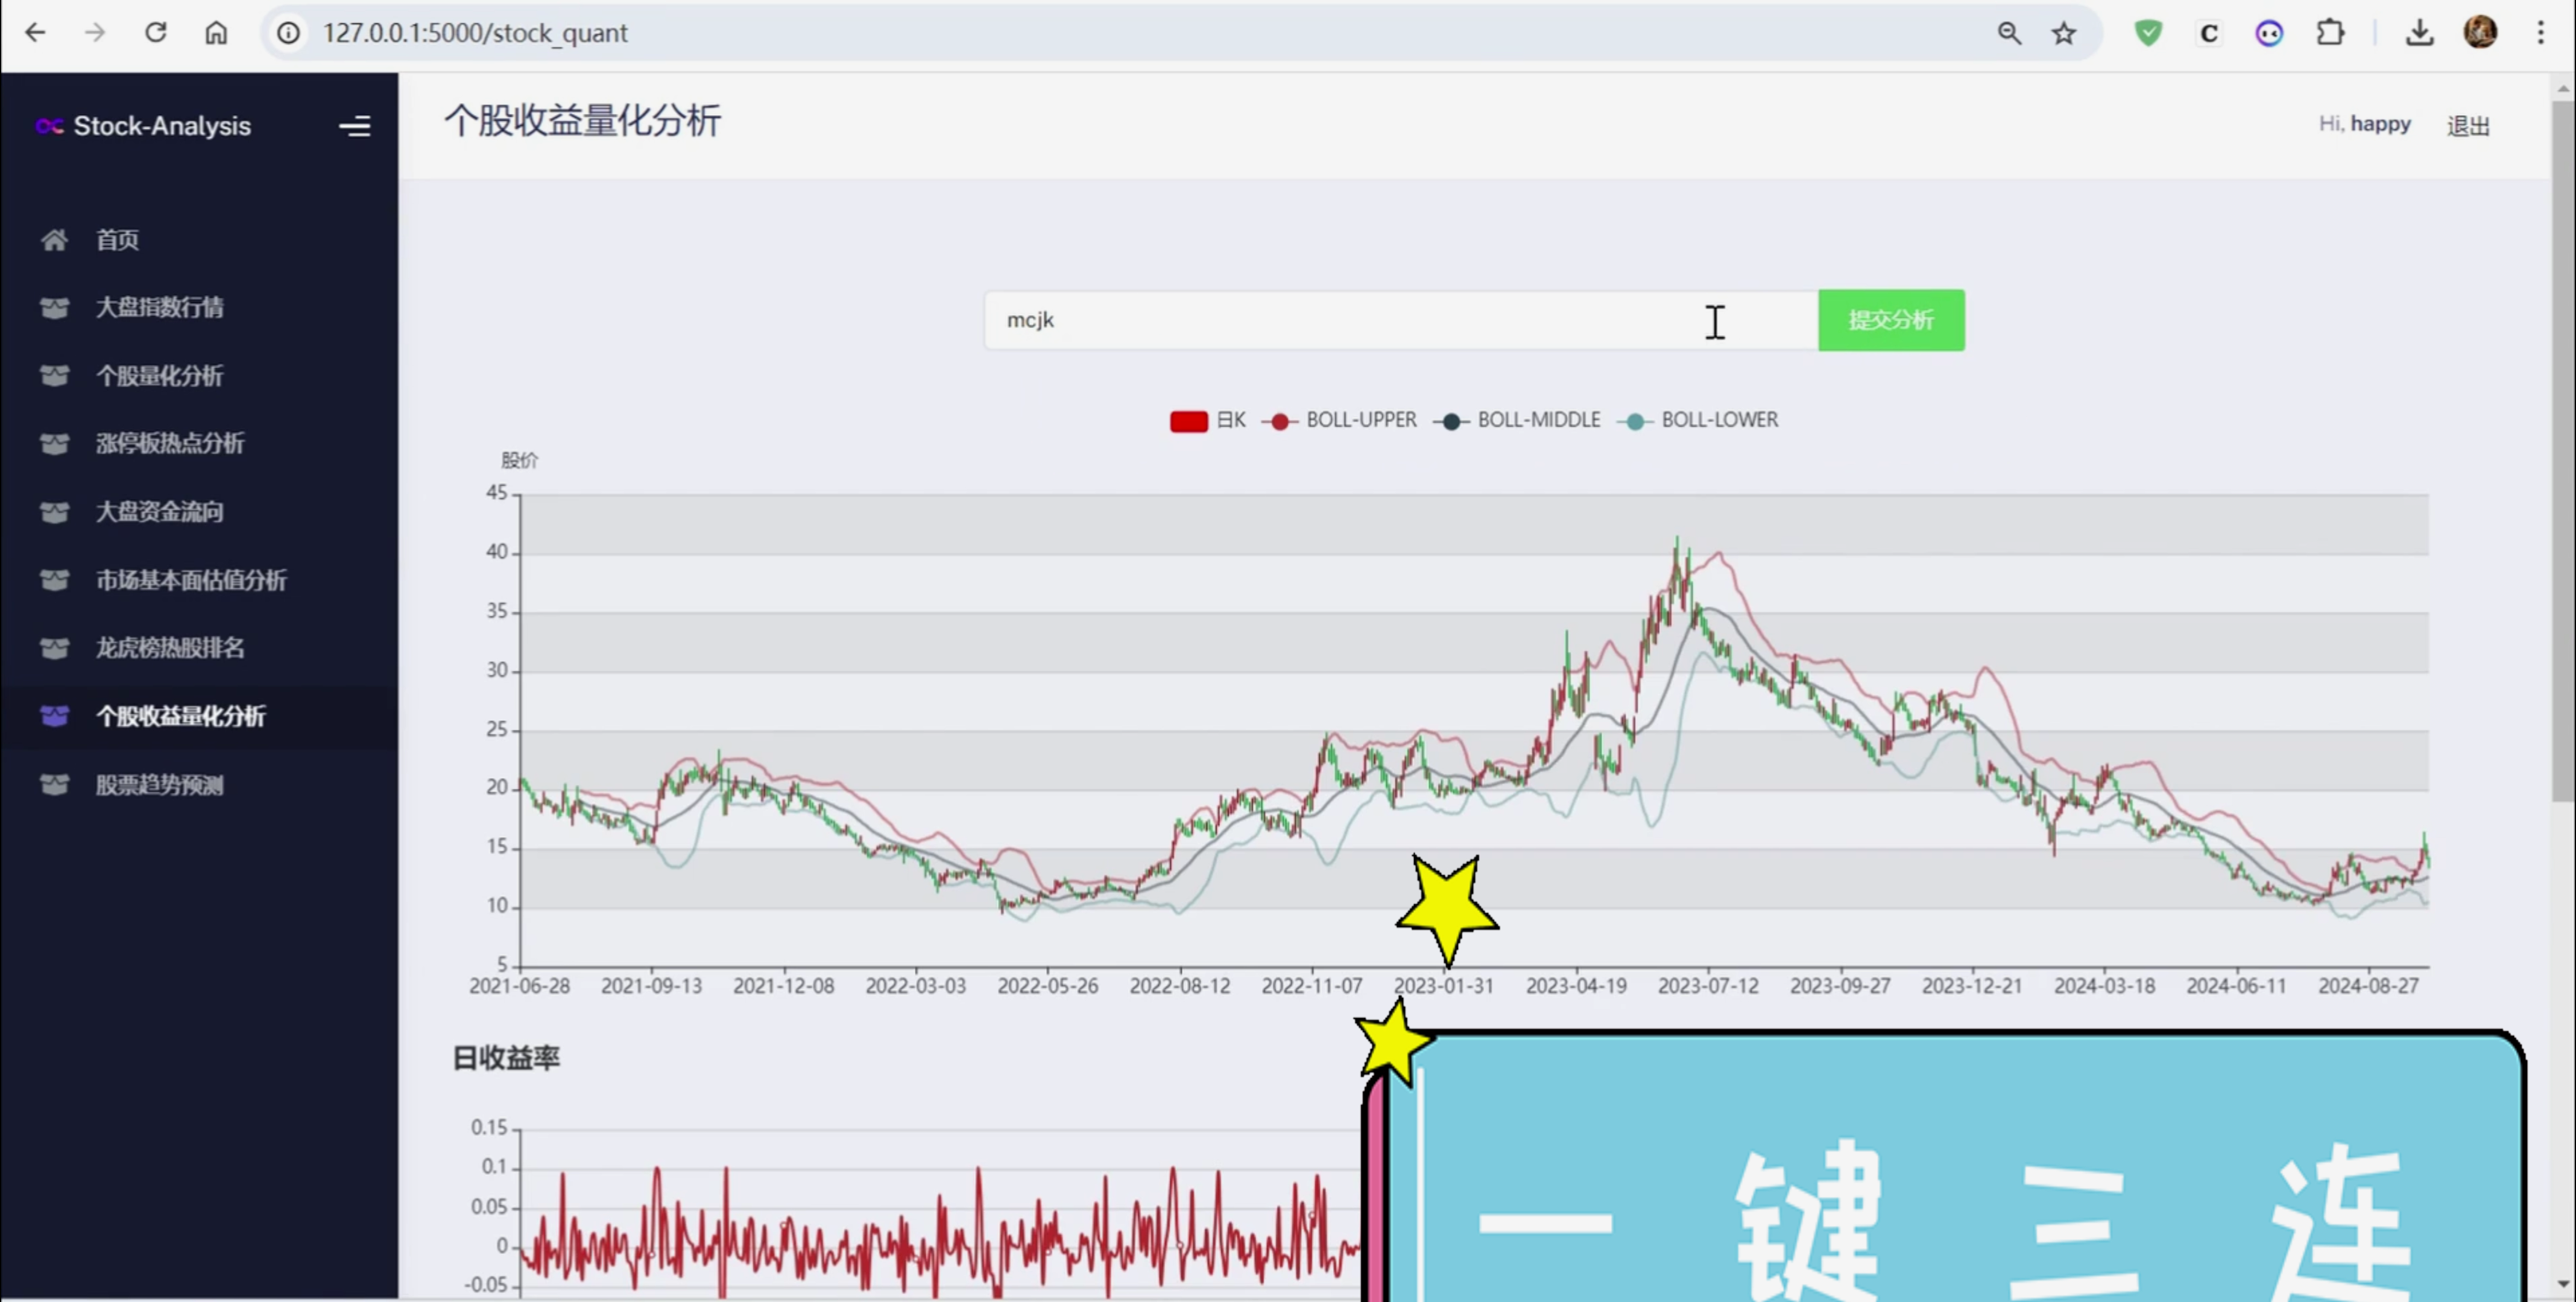 127.0.0.1:5000/stock_quant
Stock-Analysis
个股收益量化分析
Hi, happy 退出
首页
大盘指数行情
个股量化分析
涨停板热点分析
大盘资金流向
市场基本面估值分析
龙虎榜热股排名
个股收益量化分析
股票趋势预测
mcjk
提交分析
日K BOLL-UPPER BOLL-MIDDLE BOLL-LOWER
股价
45
40
35
30
25
20
15
10
5
2021-06-28 2021-09-13 2021-12-08 2022-03-03 2022-05-26 2022-08-12 2022-11-07 2023-01-31 2023-04-19 2023-07-12 2023-09-27 2023-12-21 2024-03-18 2024-06-11 2024-08-27
日收益率
0.15
0.1
0.05
0
-0.05
一键三连